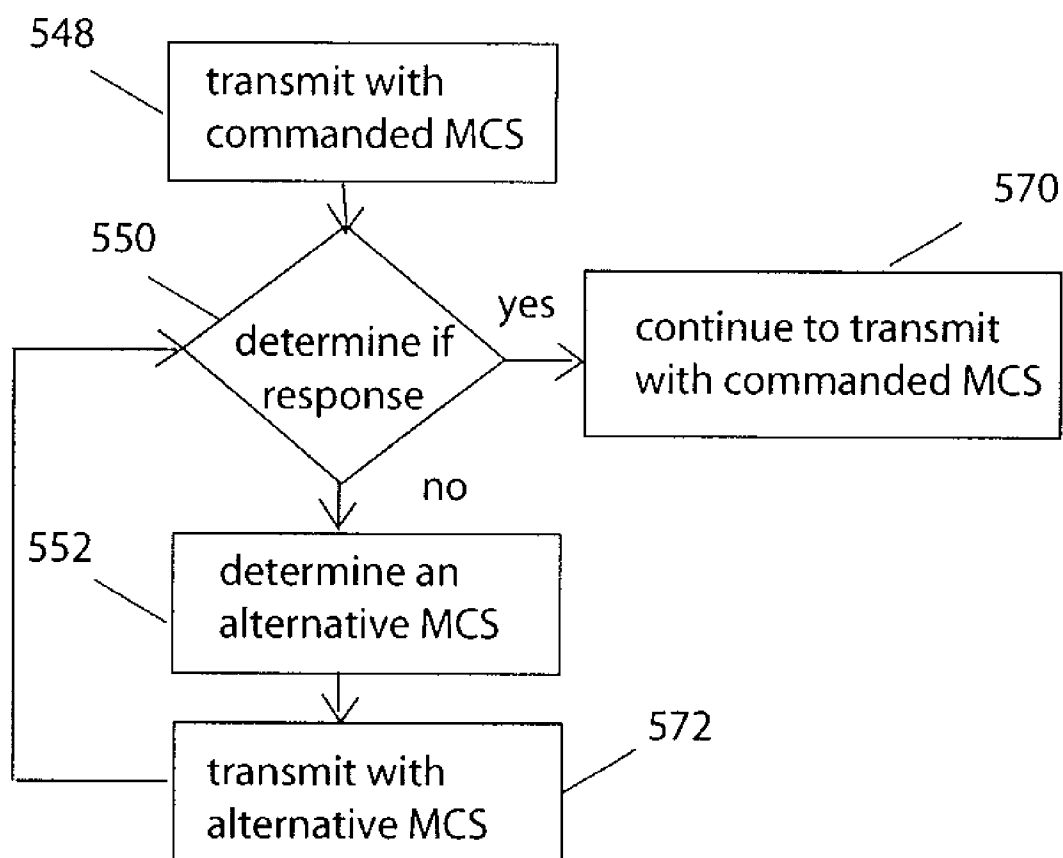 548
transmit with
commanded MCS
570
550
yes
determine if
response
continue to transmit
with commanded MCS
no
552
determine an
alternative MCS
572
transmit with
alternative MCS